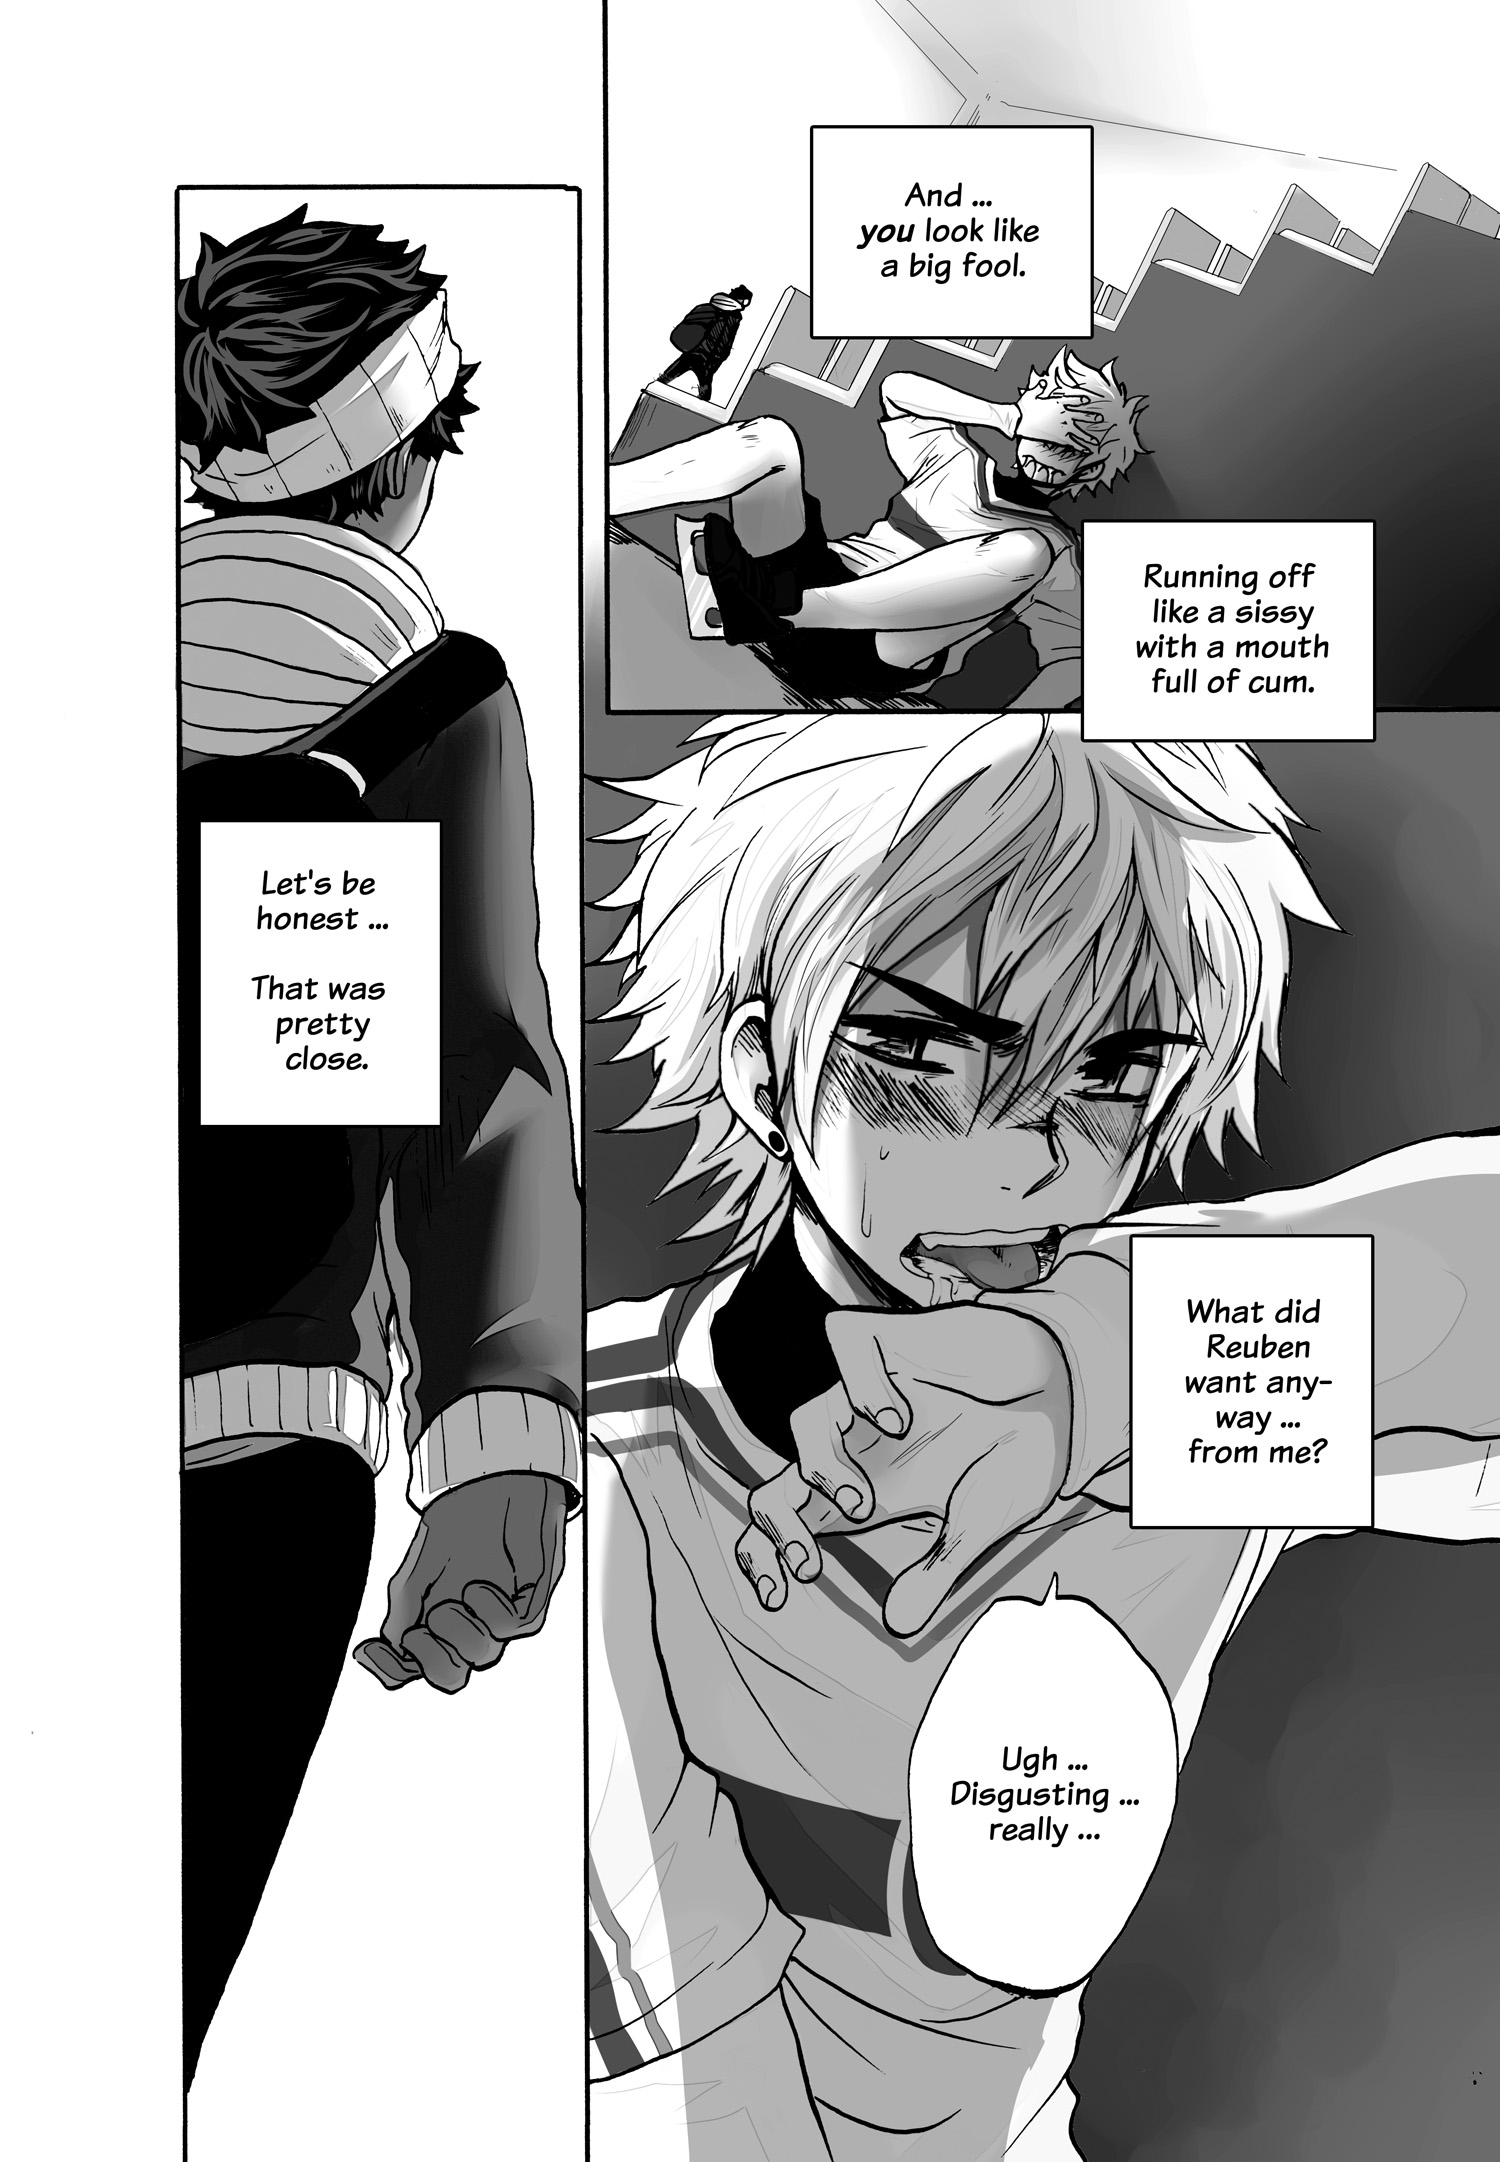 Let's be
honest ...
That was
pretty
close.
And ...
you look like
a big fool.
Running off
like a sissy
with a mouth
full of cum.
What did
Reuben
want any-
way ...
from me?
Ugh ...
Disgusting ...
really ...